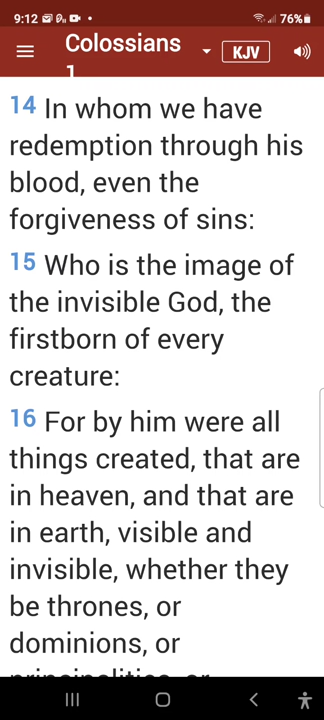 9:12 76%
Colossians
1
KJV
14 In whom we have
redemption through his
blood, even the
forgiveness of sins:
15 Who is the image of
the invisible God, the
firstborn of every
creature:
16 For by him were all
things created, that are
in heaven, and that are
in earth, visible and
invisible, whether they
be thrones, or
dominions, or
principalities, or